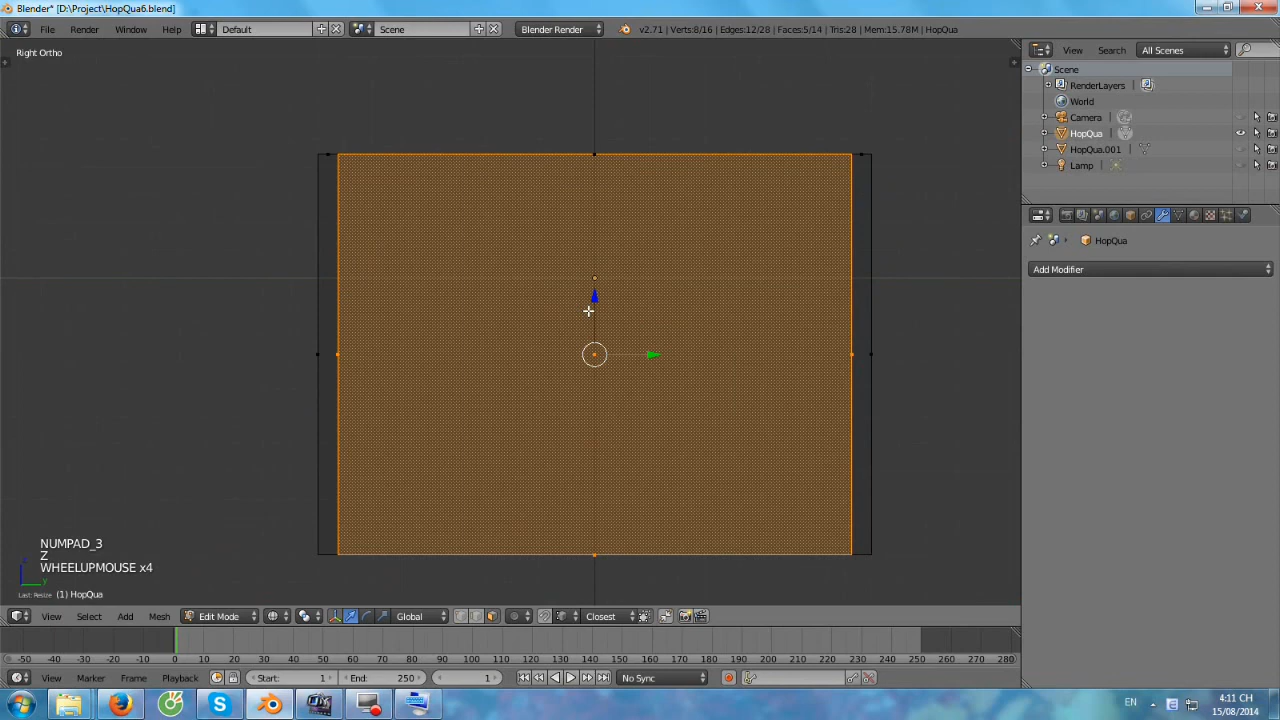 Blender* [D:\Project\HopQua6.blend]
File Render Window Help Default Scene Blender Render v2.71 | Verts:8/16 | Edges:12/28 | Faces:5/14 | Tris:28 | Mem:15.78M | HopQua
View Search All Scenes
Right Ortho
Scene
RenderLayers
World
Camera
HopQua
HopQua.001
Lamp
HopQua
Add Modifier
NUMPAD_3
Z
WHEELUPMOUSE x4
Last: Resize (1) HopQua
View Select Add Mesh Edit Mode Global Closest
-50 -40 -30 -20 -10 0 10 20 30 40 50 60 70 80 90 100 110 120 130 140 150 160 170 180 190 200 210 220 230 240 250 260 270 280
View Marker Frame Playback Start: 1 End: 250 1 No Sync
EN 4:11 CH
15/08/2014